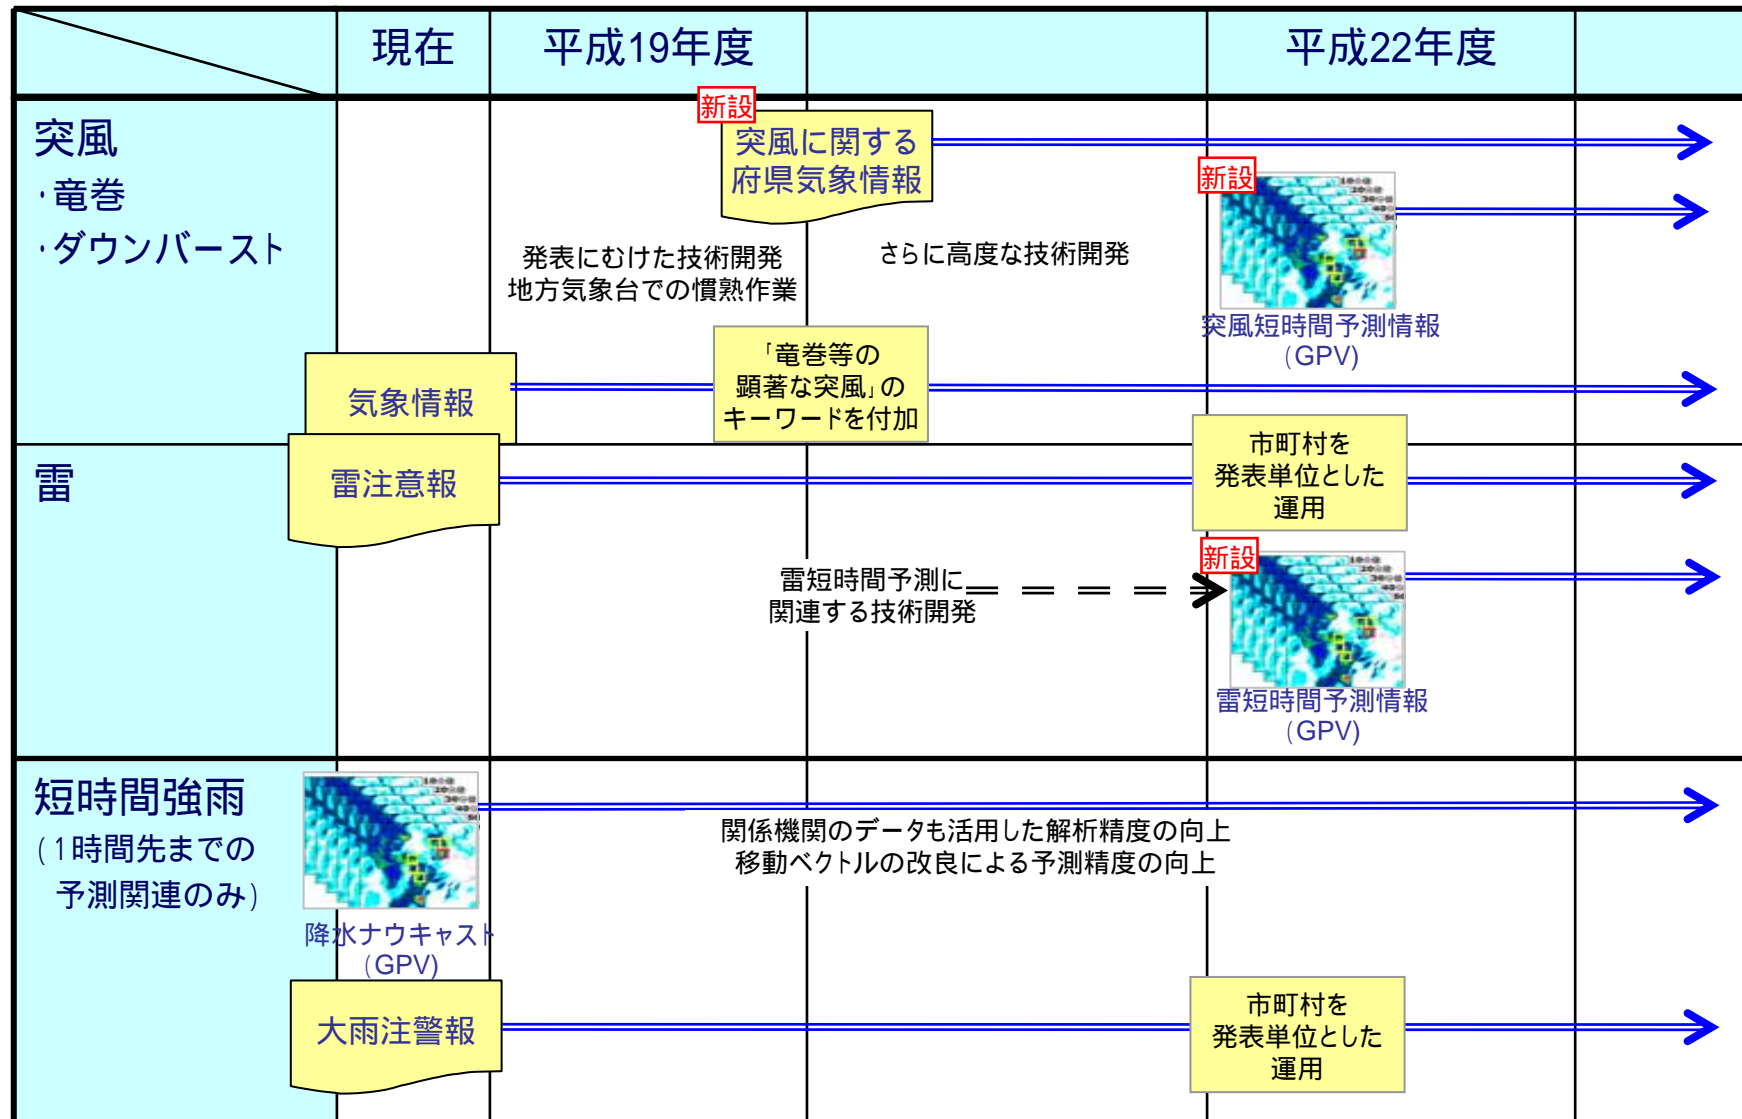 現在
平成19年度
平成22年度
突風
・竜巻
・ダウンバースト
新設
突風に関する
府県気象情報
発表にむけた技術開発
地方気象台での慣熟作業
さらに高度な技術開発
新設
突風短時間予測情報
(GPV)
気象情報
「竜巻等の
顕著な突風」の
キーワードを付加
雷
雷注意報
市町村を
発表単位とした
運用
雷短時間予測に
関連する技術開発
新設
雷短時間予測情報
(GPV)
短時間強雨
(1時間先までの
予測関連のみ)
関係機関のデータも活用した解析精度の向上
移動ベクトルの改良による予測精度の向上
降水ナウキャスト
(GPV)
大雨注警報
市町村を
発表単位とした
運用